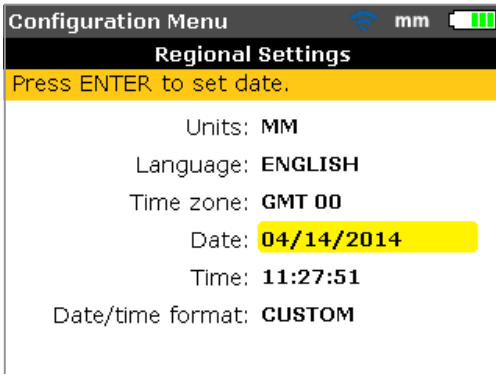 Configuration Menu mm
Regional Settings
Press ENTER to set date.
Units: MM
Language: ENGLISH
Time zone: GMT 00
Date: 04/14/2014
Time: 11:27:51
Date/time format: CUSTOM